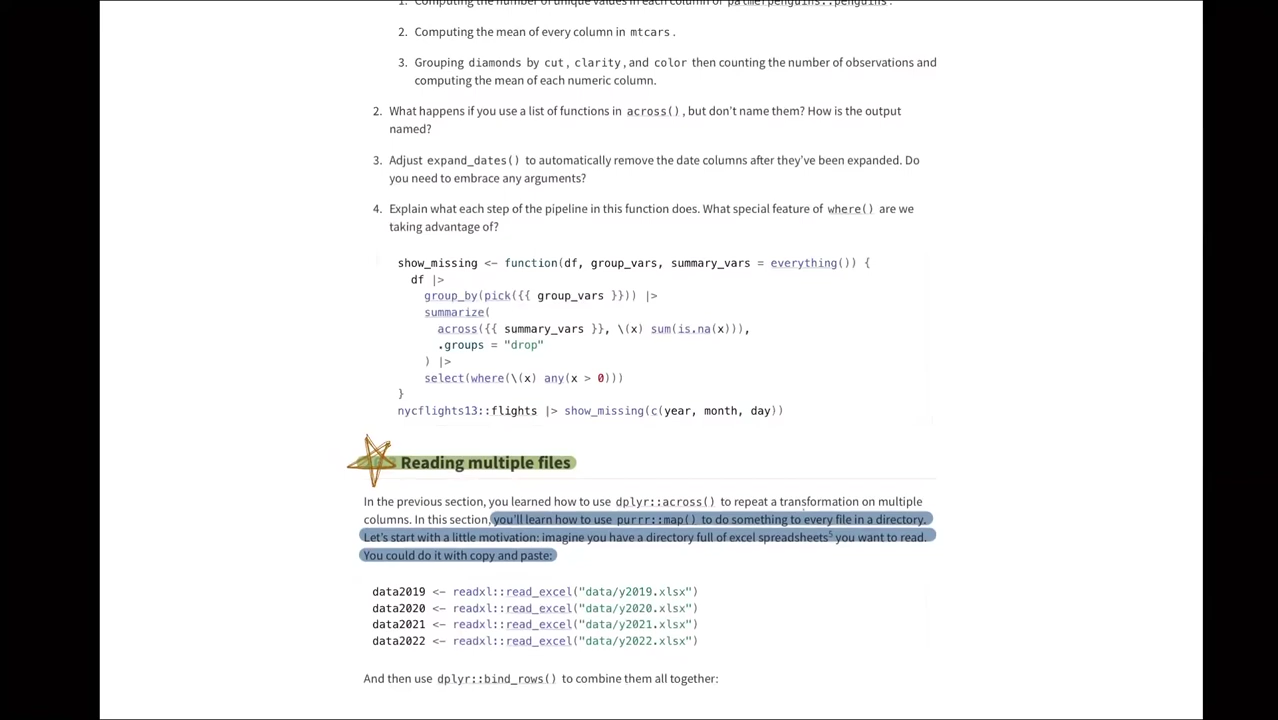 1. Computing the number of unique values in each column of palmerpenguins::penguins.
2. Computing the mean of every column in mtcars.
3. Grouping diamonds by cut, clarity, and color then counting the number of observations and
computing the mean of each numeric column.
2. What happens if you use a list of functions in across(), but don't name them? How is the output
named?
3. Adjust expand_dates() to automatically remove the date columns after they've been expanded. Do
you need to embrace any arguments?
4. Explain what each step of the pipeline in this function does. What special feature of where() are we
taking advantage of?
show_missing <- function(df, group_vars, summary_vars = everything()) {
df |>
group_by(pick({{ group_vars }})) |>
summarize(
across({{ summary_vars }}, \(x) sum(is.na(x))),
.groups = "drop"
) |>
select(where(\(x) any(x > 0)))
}
nycflights13::flights |> show_missing(c(year, month, day))
Reading multiple files
In the previous section, you learned how to use dplyr::across() to repeat a transformation on multiple
columns. In this section, you'll learn how to use purrr::map() to do something to every file in a directory.
Let's start with a little motivation: imagine you have a directory full of excel spreadsheets5 you want to read.
You could do it with copy and paste:
data2019 <- readxl::read_excel("data/y2019.xlsx")
data2020 <- readxl::read_excel("data/y2020.xlsx")
data2021 <- readxl::read_excel("data/y2021.xlsx")
data2022 <- readxl::read_excel("data/y2022.xlsx")
And then use dplyr::bind_rows() to combine them all together: